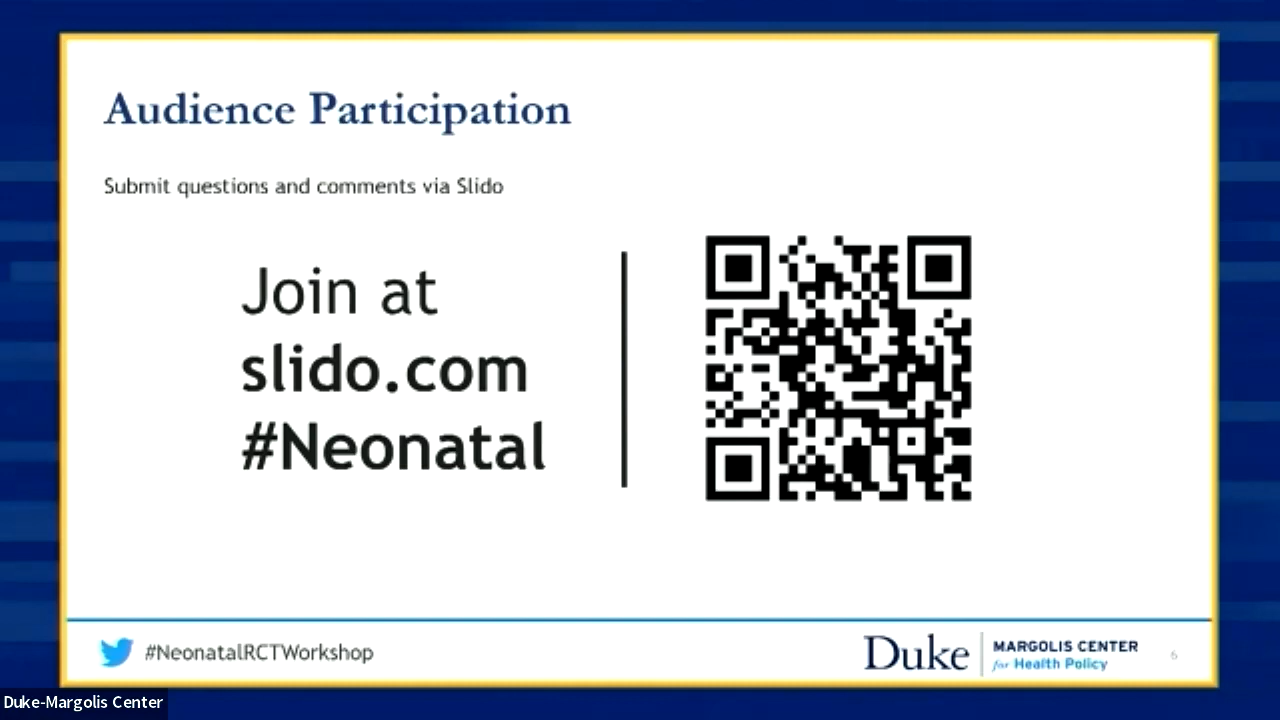 Audience Participation
Submit questions and comments via Slido
Join at
slido.com
#Neonatal
#NeonatalRCTWorkshop
Duke
MARGOLIS CENTER
for Health Policy
6
Duke-Margolis Center